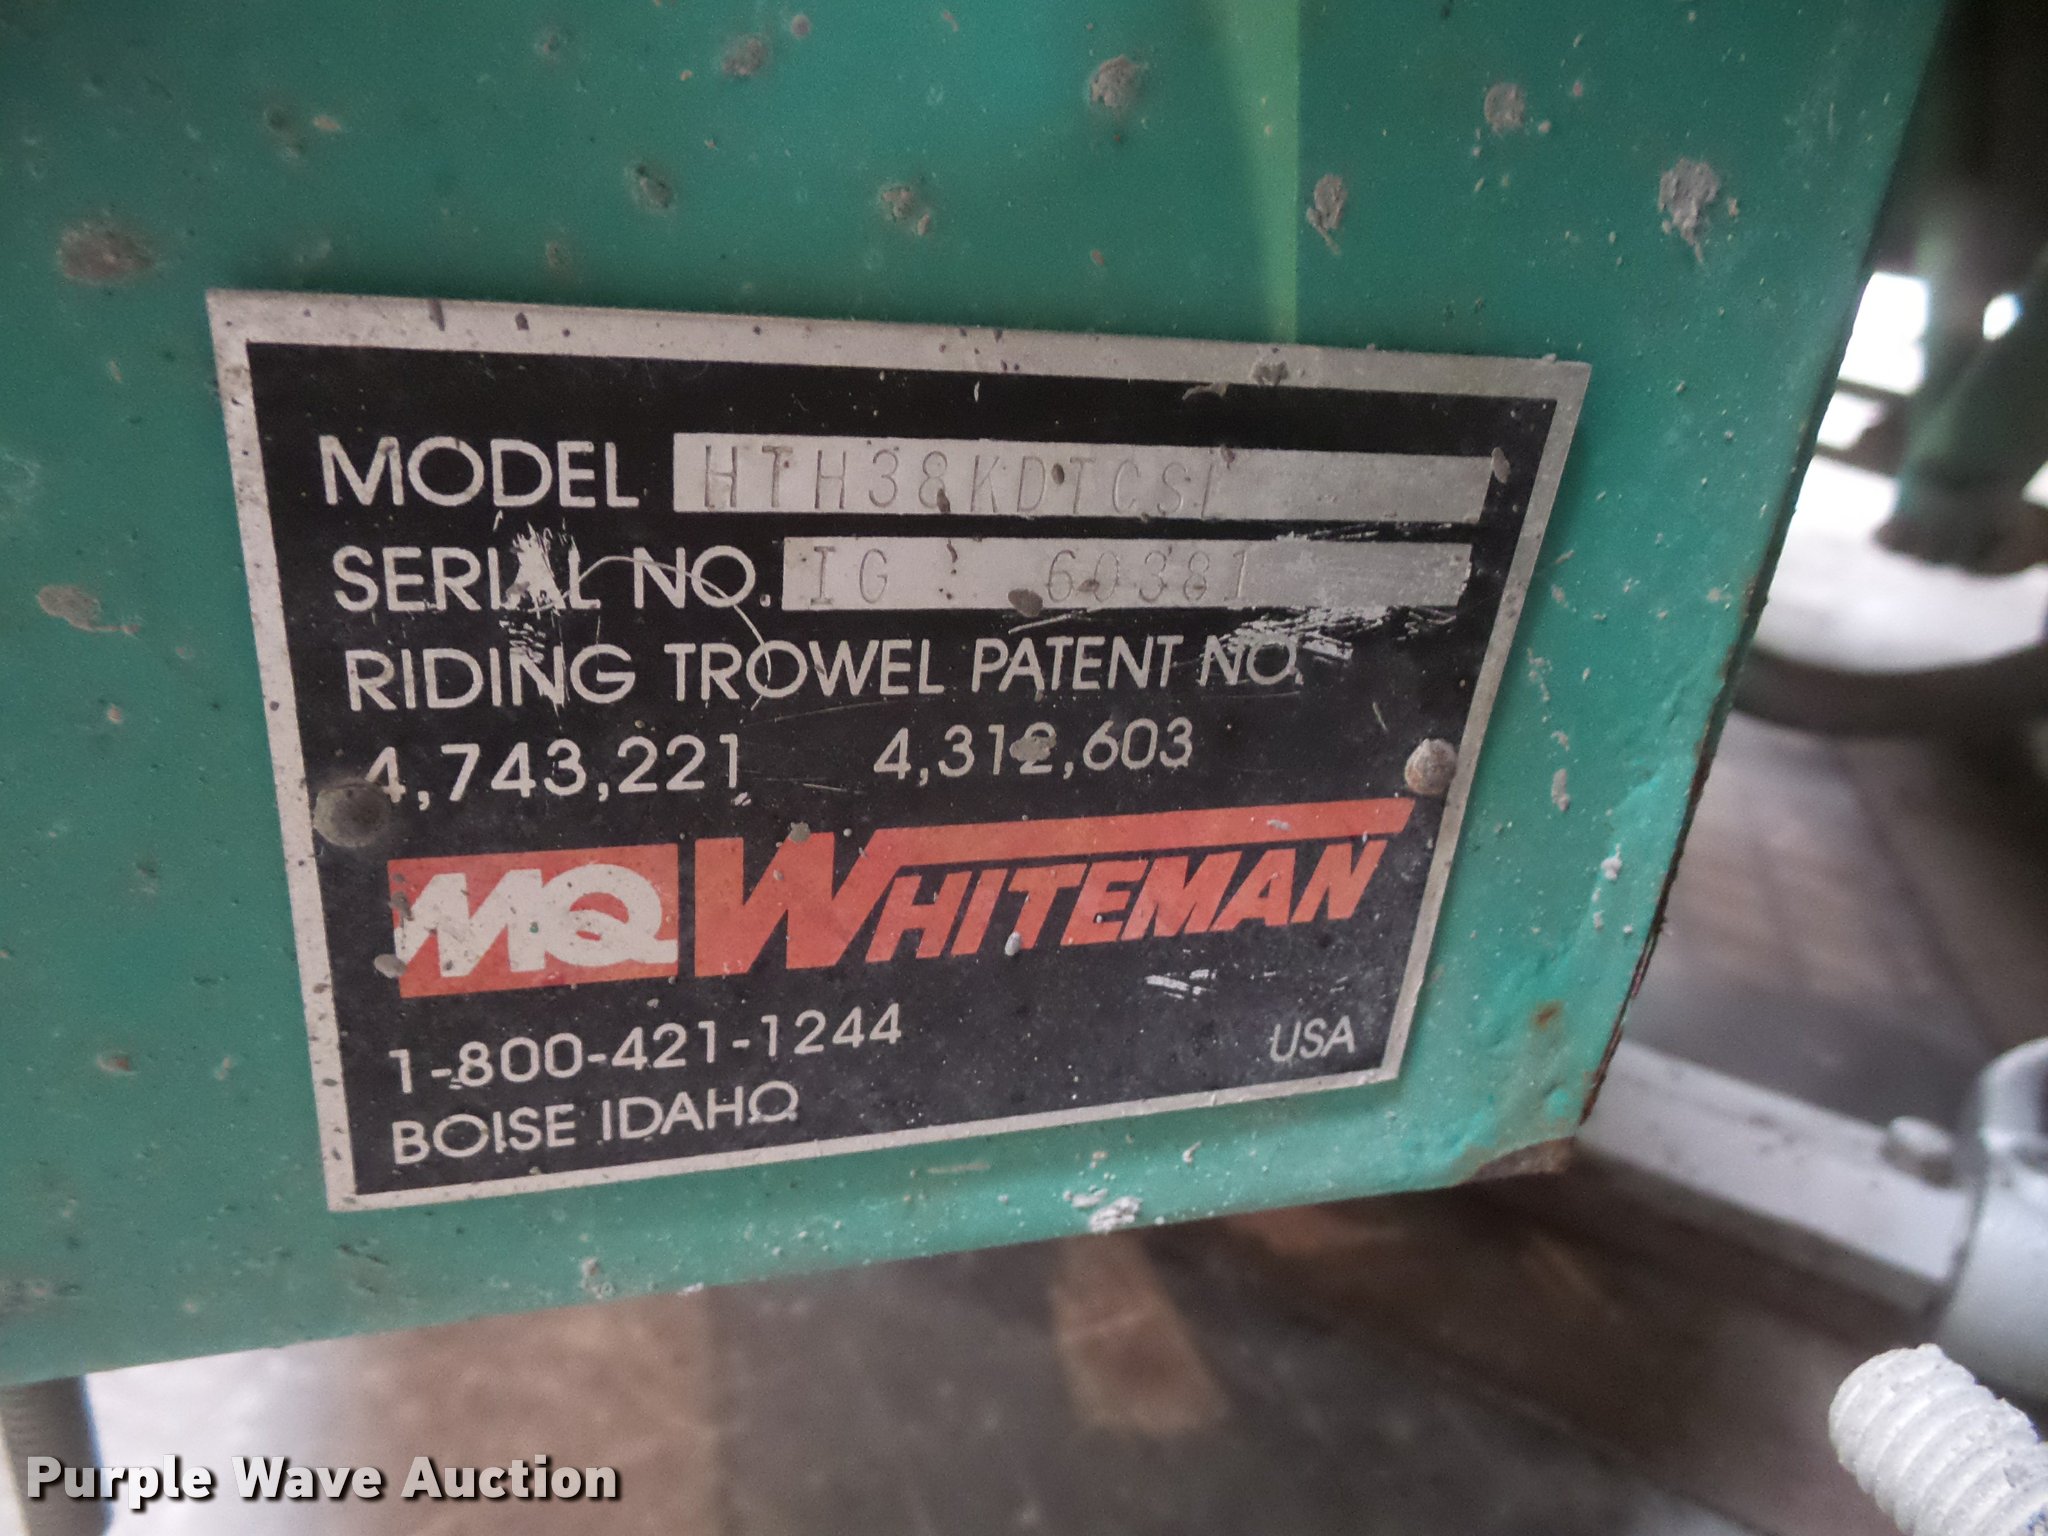 MODEL HTH38KDTCSL
SERIAL NO. IG 60381
RIDING TROWEL PATENT NO.
4,743,221 4,312,603
MQ WHITEMAN
1-800-421-1244
BOISE IDAHO
USA
Purple Wave Auction